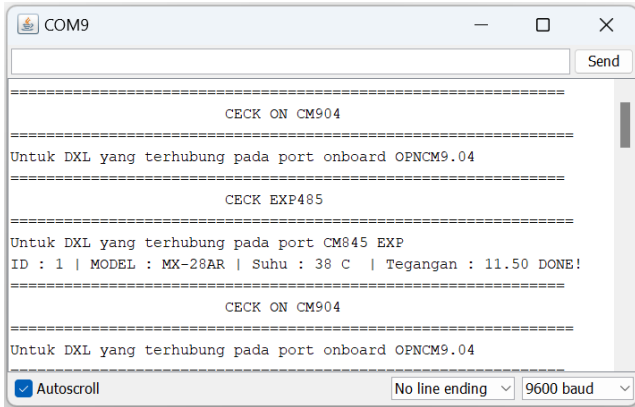 COM9
Send
===============================================================
CECK ON CM904
================================================================
Untuk DXL yang terhubung pada port onboard OPNCM9.04
===============================================================
CECK EXP485
================================================================
Untuk DXL yang terhubung pada port CM845 EXP
ID : 1 | MODEL : MX-28AR | Suhu : 38 C  | Tegangan : 11.50 DONE!
===============================================================
CECK ON CM904
================================================================
Untuk DXL yang terhubung pada port onboard OPNCM9.04
===============================================================
Autoscroll No line ending 9600 baud